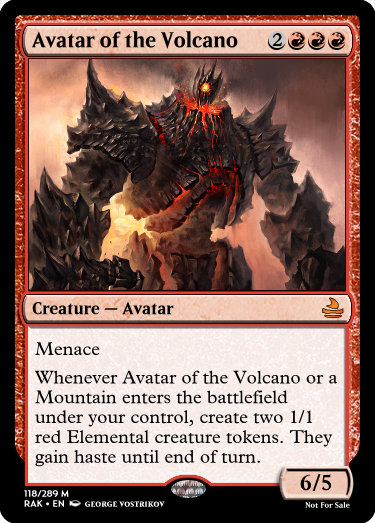 Avatar of the Volcano 2
Creature — Avatar
Menace
Whenever Avatar of the Volcano or a
Mountain enters the battlefield
under your control, create two 1/1
red Elemental creature tokens. They
gain haste until end of turn.
6/5
118/289 M
RAK • EN GEORGE VOSTRIKOV
Not For Sale